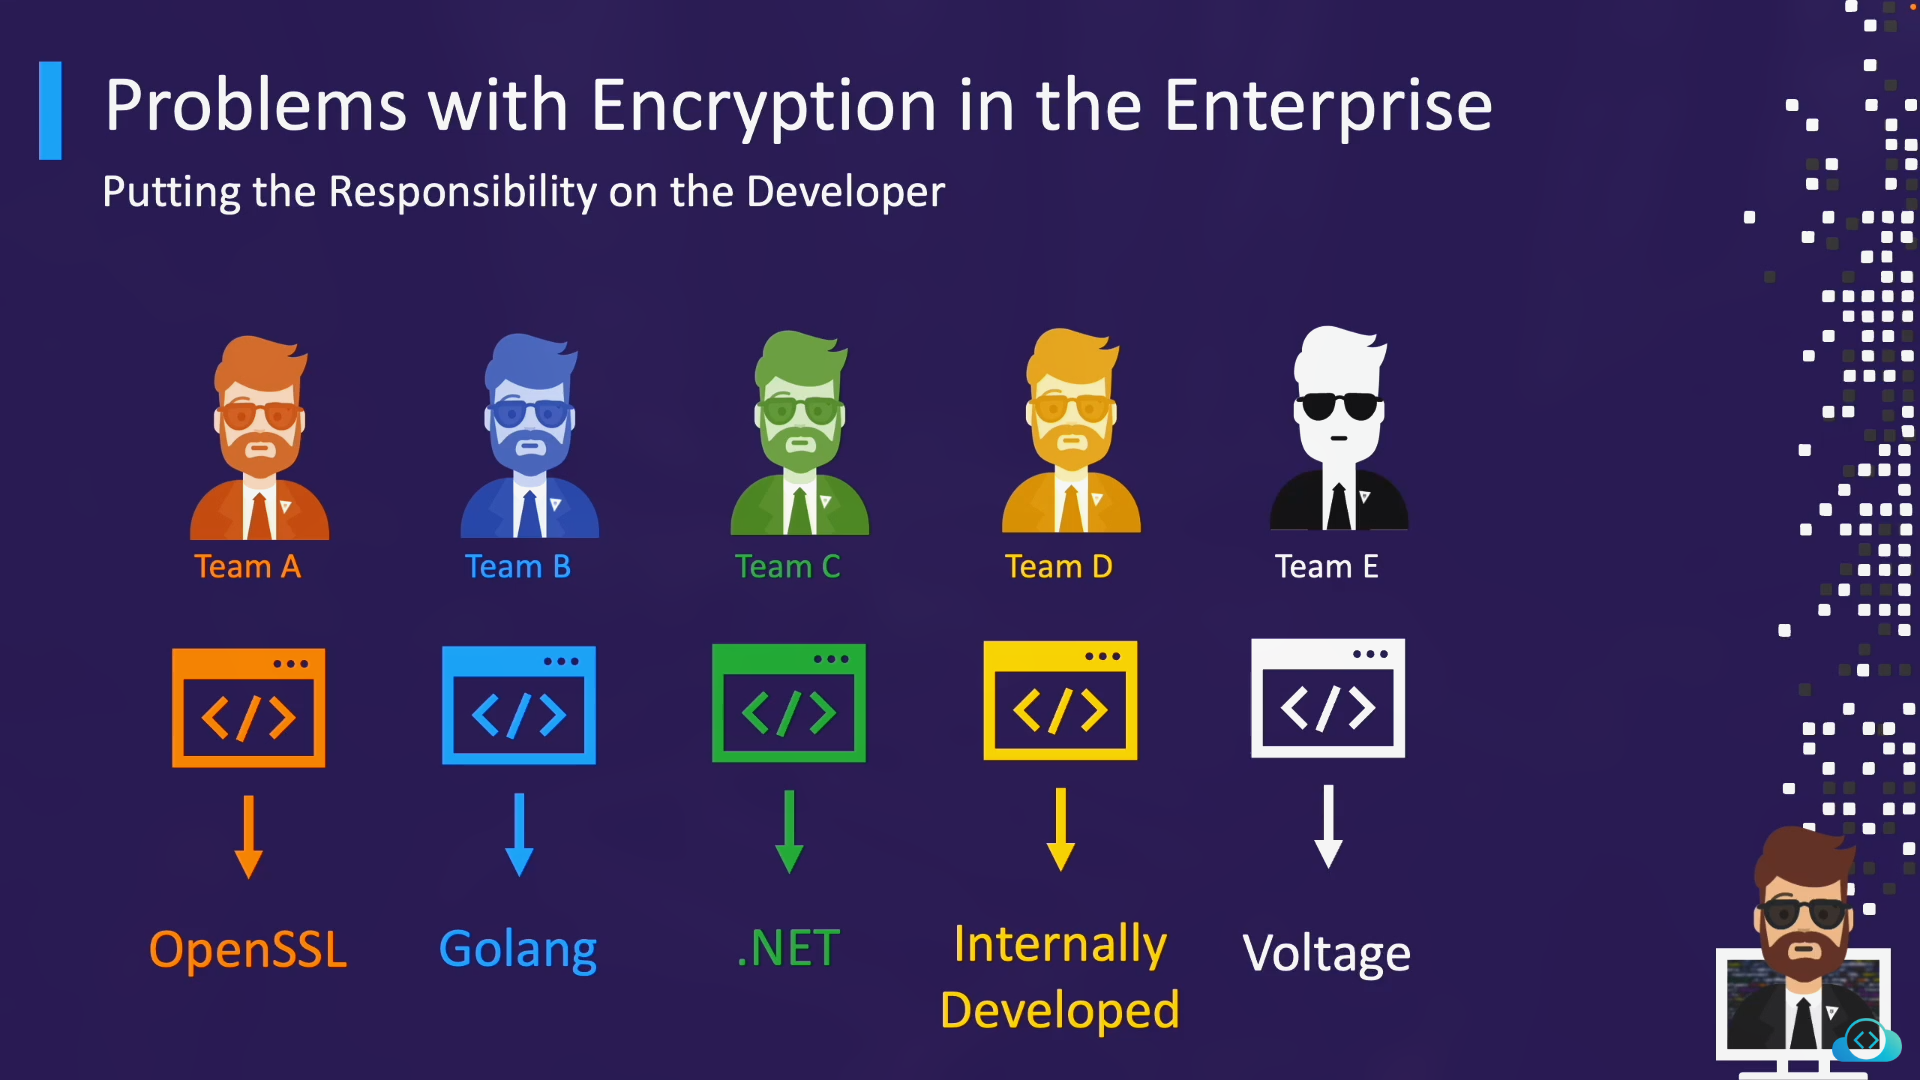 Problems with Encryption in the Enterprise
Putting the Responsibility on the Developer
Team A
Team B
Team C
Team D
Team E
OpenSSL
Golang
.NET
Internally
Developed
Voltage